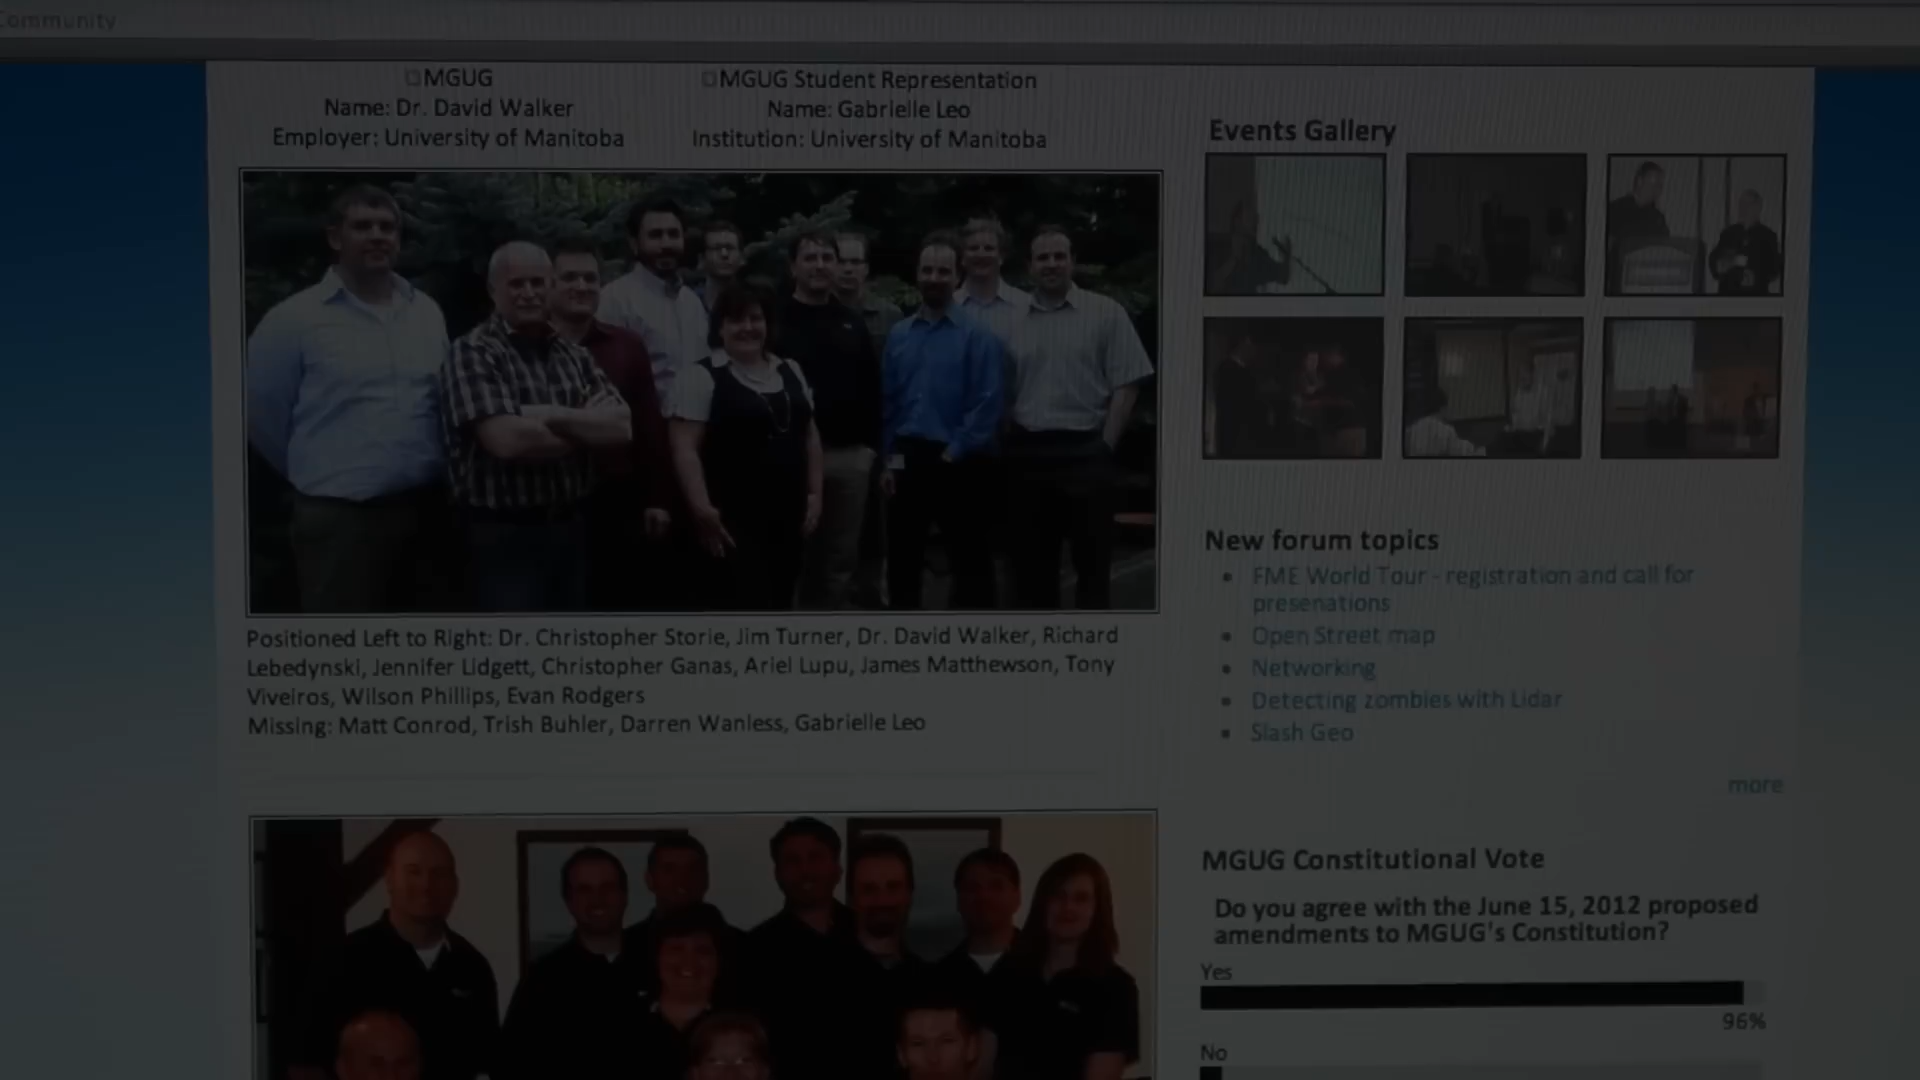 Community
MGUG
Name: Dr. David Walker
Employer: University of Manitoba
MGUG Student Representation
Name: Gabrielle Leo
Institution: University of Manitoba
Positioned Left to Right: Dr. Christopher Storie, Jim Turner, Dr. David Walker, Richard
Lebedynski, Jennifer Lidgett, Christopher Ganas, Ariel Lupu, James Matthewson, Tony
Viveiros, Wilson Phillips, Evan Rodgers
Missing: Matt Conrod, Trish Buhler, Darren Wanless, Gabrielle Leo
Events Gallery
New forum topics
FME World Tour - registration and call for
presenations
Open Street map
Networking
Detecting zombies with Lidar
Slash Geo
more
MGUG Constitutional Vote
Do you agree with the June 15, 2012 proposed
amendments to MGUG's Constitution?
Yes
96%
No